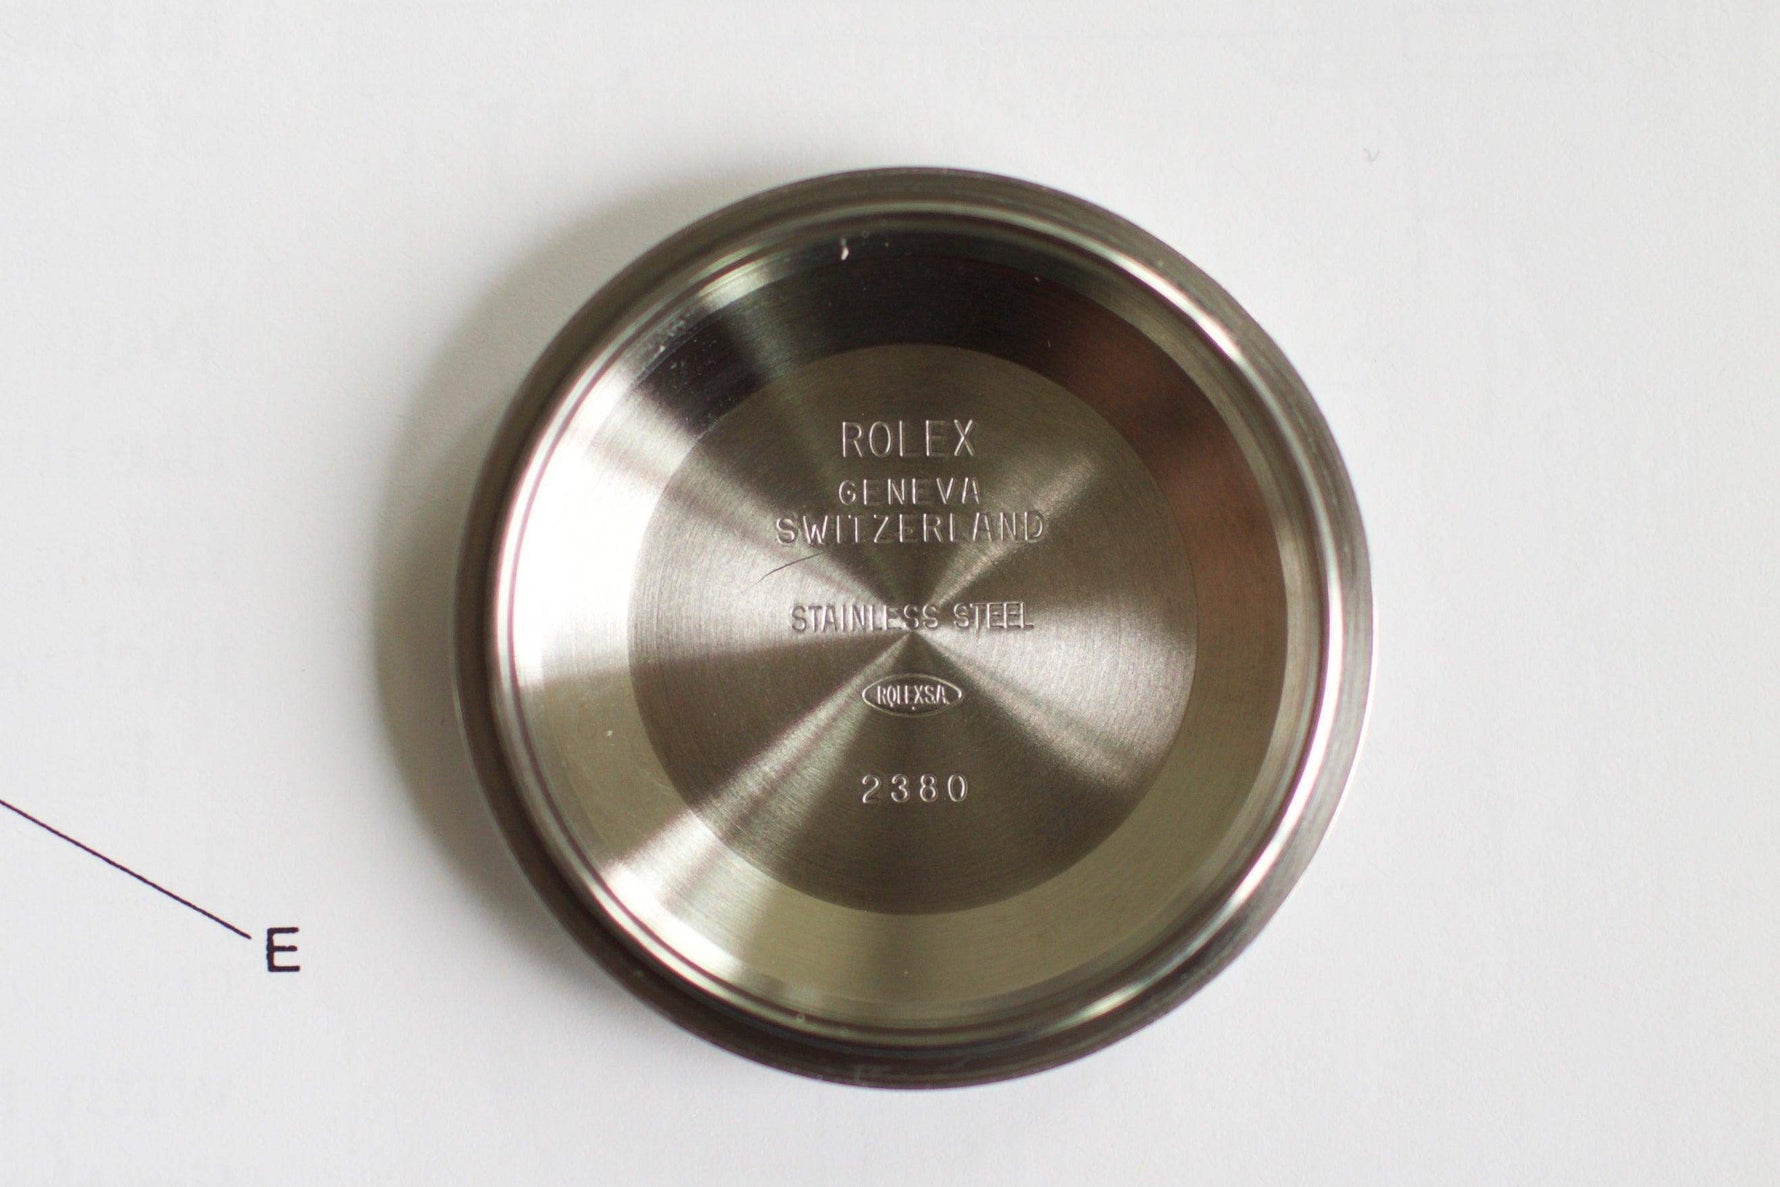 ROLEX
GENEVA
SWITZERLAND
STAINLESS STEEL
ROLEXSA
2380
E